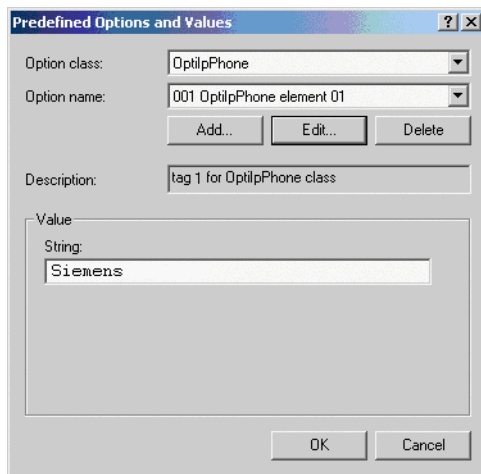 Predefined Options and Values
Option class: OptiIpPhone
Option name: 001 OptiIpPhone element 01
Add... Edit... Delete
Description: tag 1 for OptiIpPhone class
Value
String:
Siemens
OK Cancel